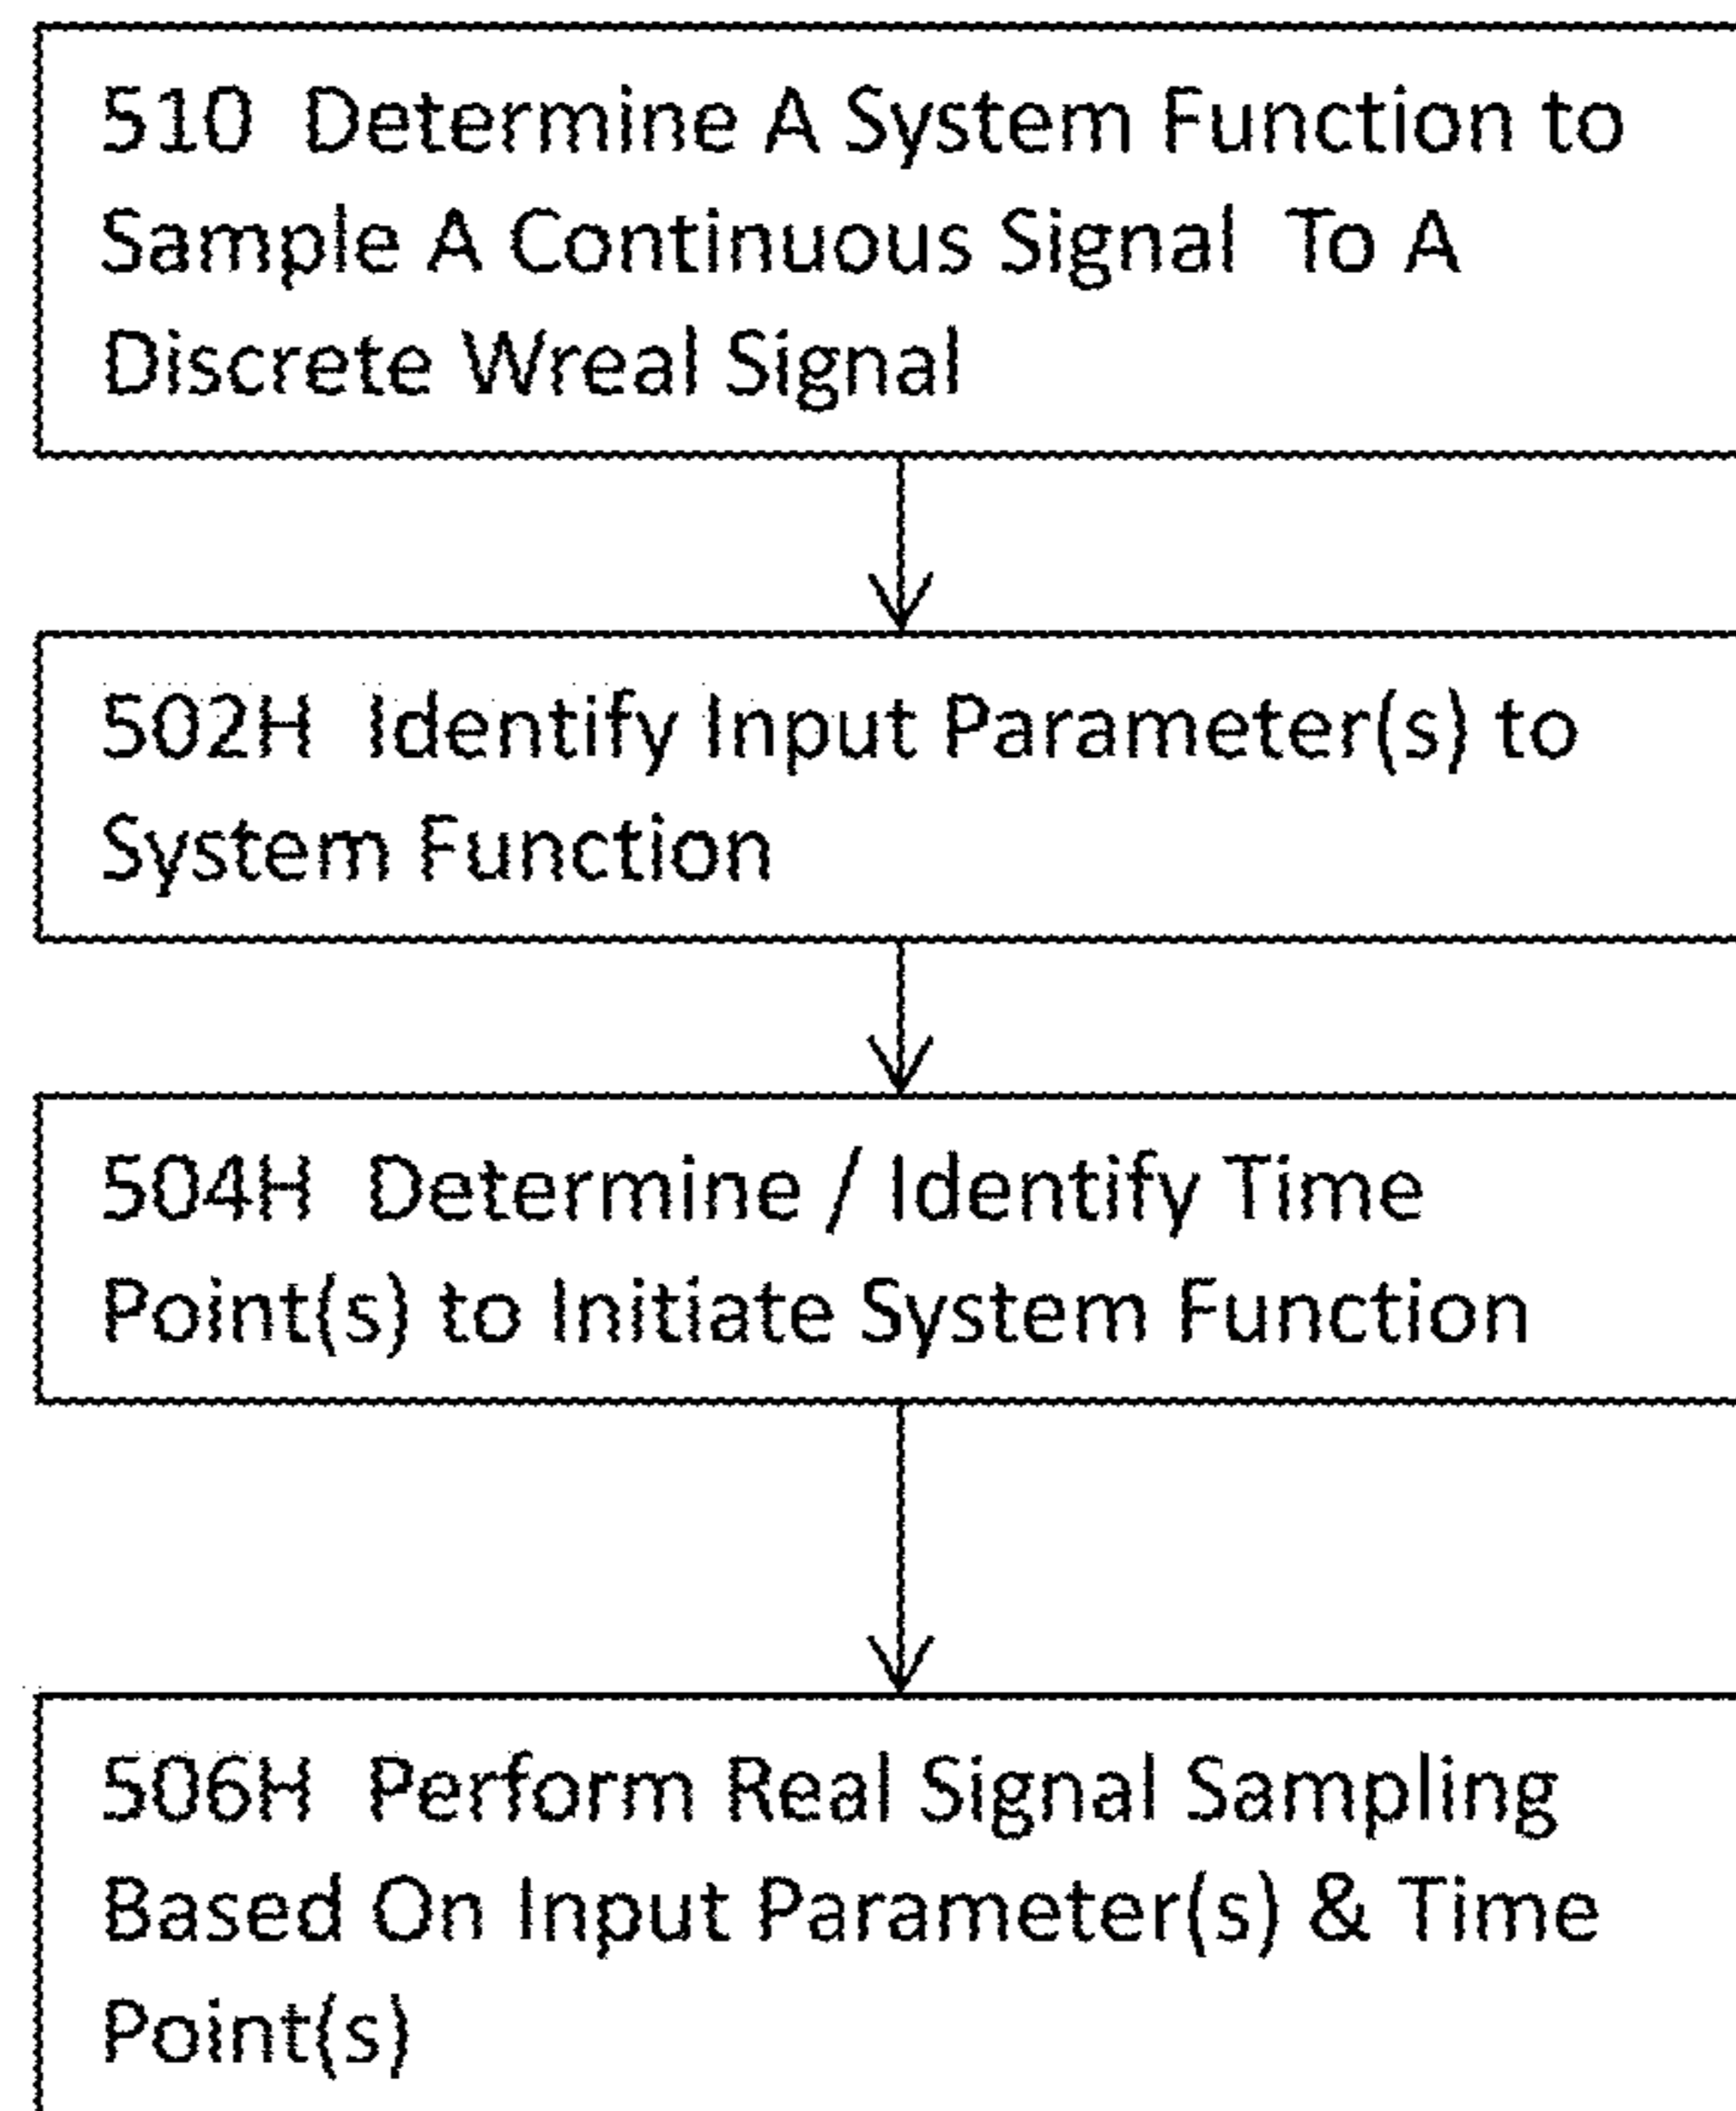 510 Determine A System Function to
Sample A Continuous Signal To A
Discrete Wreal Signal
502H Identify Input Parameter(s) to
System Function
504H Determine / Identify Time
Point(s) to Initiate System Function
506H Perform Real Signal Sampling
Based On Input Parameter(s) & Time
Point(s)